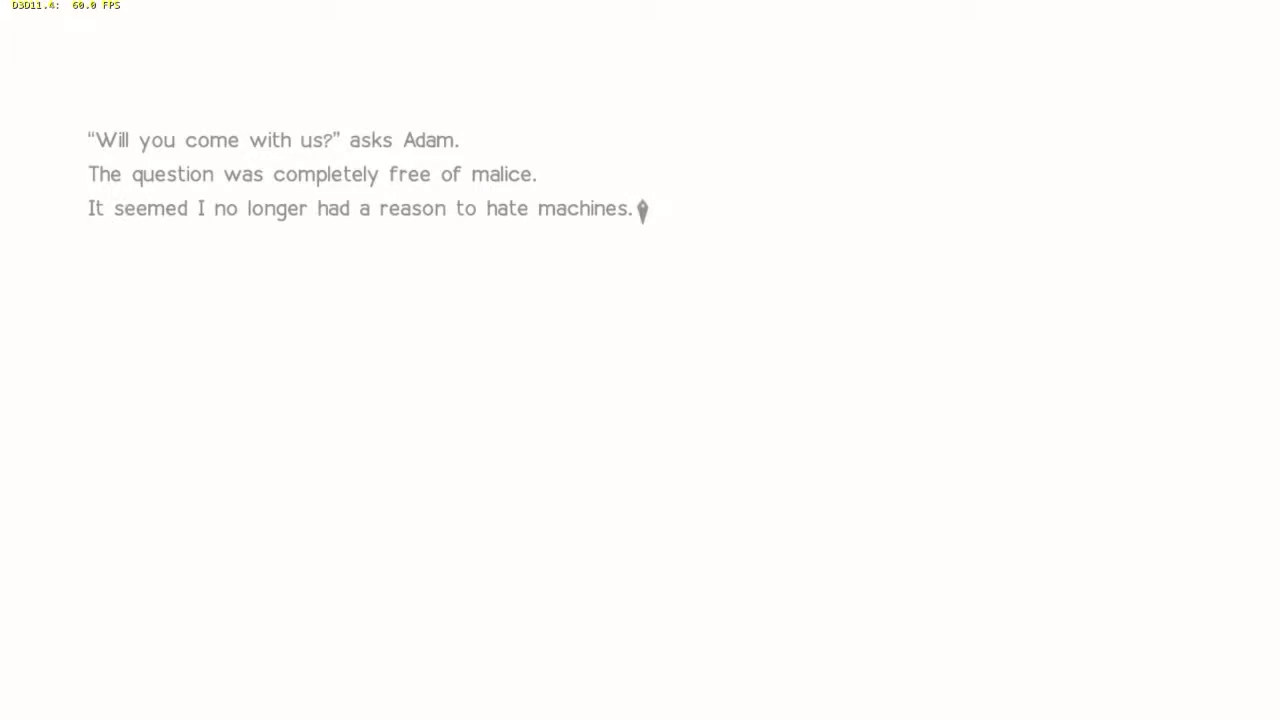 D3D11.4: 60.0 FPS
“Will you come with us?” asks Adam.
The question was completely free of malice.
It seemed I no longer had a reason to hate machines.